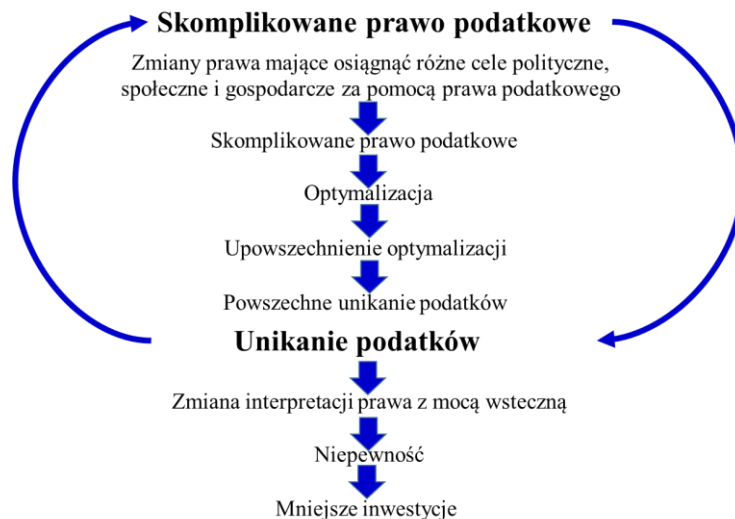 Skomplikowane prawo podatkowe
Zmiany prawa mające osiągnąć różne cele polityczne,
społeczne i gospodarcze za pomocą prawa podatkowego
Skomplikowane prawo podatkowe
Optymalizacja
Upowszechnienie optymalizacji
Powszechne unikanie podatków
Unikanie podatków
Zmiana interpretacji prawa z mocą wsteczną
Niepewność
Mniejsze inwestycje